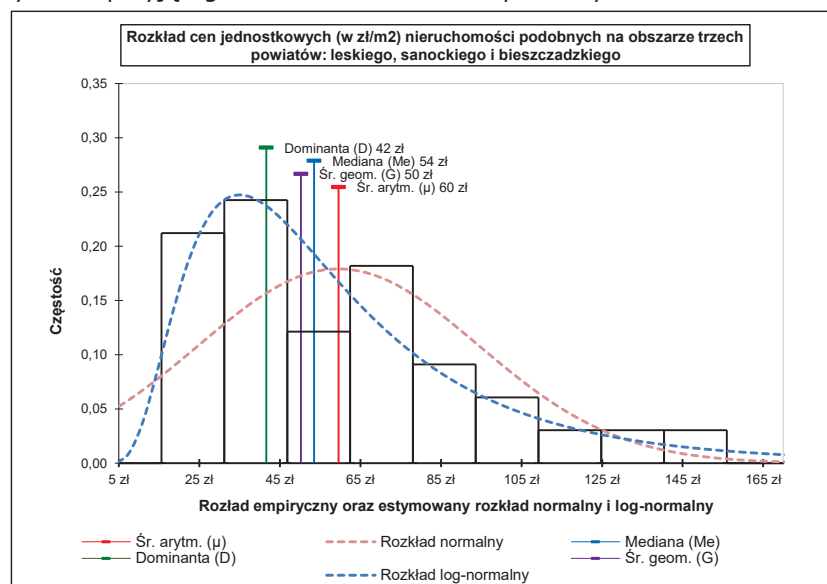 Rozkład cen jednostkowych (w zł/m2) nieruchomości podobnych na obszarze trzech
powiatów: leskiego, sanockiego i bieszczadzkiego
0,35
0,30
0,25
0,20
0,15
0,10
0,05
0,00
Częstość
Dominanta (D) 42 zł
Mediana (Me) 54 zł
Śr. geom. (G) 50 zł
Śr. arytm. (µ) 60 zł
5 zł 25 zł 45 zł 65 zł 85 zł 105 zł 125 zł 145 zł 165 zł
Rozład empiryczny oraz estymowany rozkład normalny i log-normalny
Śr. arytm. (µ) Rozkład normalny Mediana (Me)
Dominanta (D) Śr. geom. (G)
Rozkład log-normalny